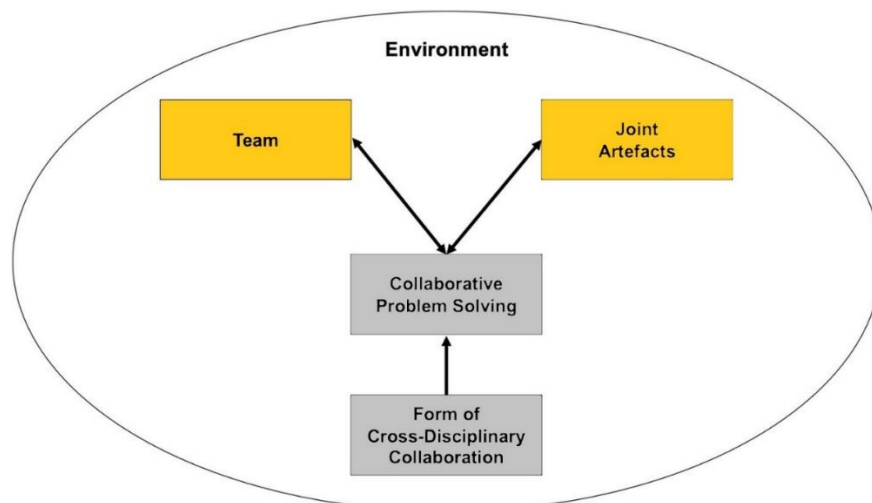 Environment
Team
Joint
Artefacts
Collaborative
Problem Solving
Form of
Cross-Disciplinary
Collaboration